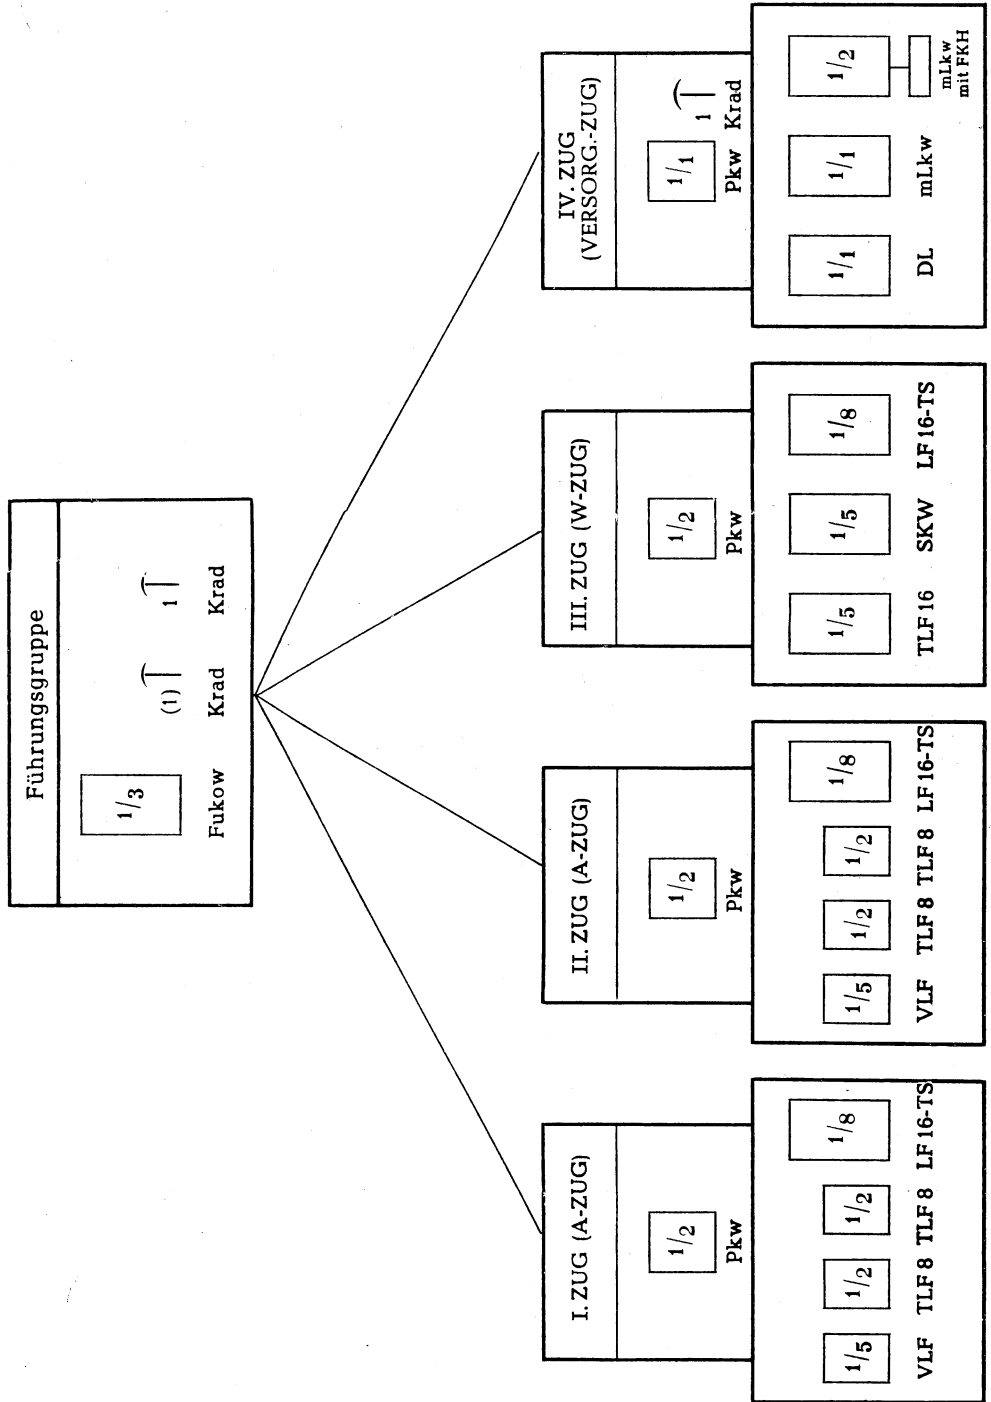 Führungsgruppe
1/3 (1) 1
Fukow Krad Krad
I. ZUG (A-ZUG)
1/2
Pkw
1/5 1/2 1/2 1/8
VLF TLF 8 TLF 8 LF 16-TS
II. ZUG (A-ZUG)
1/2
Pkw
1/5 1/2 1/2 1/8
VLF TLF 8 TLF 8 LF 16-TS
III. ZUG (W-ZUG)
1/2
Pkw
1/5 1/5 1/8
TLF 16 SKW LF 16-TS
IV. ZUG
(VERSORG.-ZUG)
1/1 1
Pkw Krad
1/1 1/1 1/2
DL mLkw mLkw
mit FKH